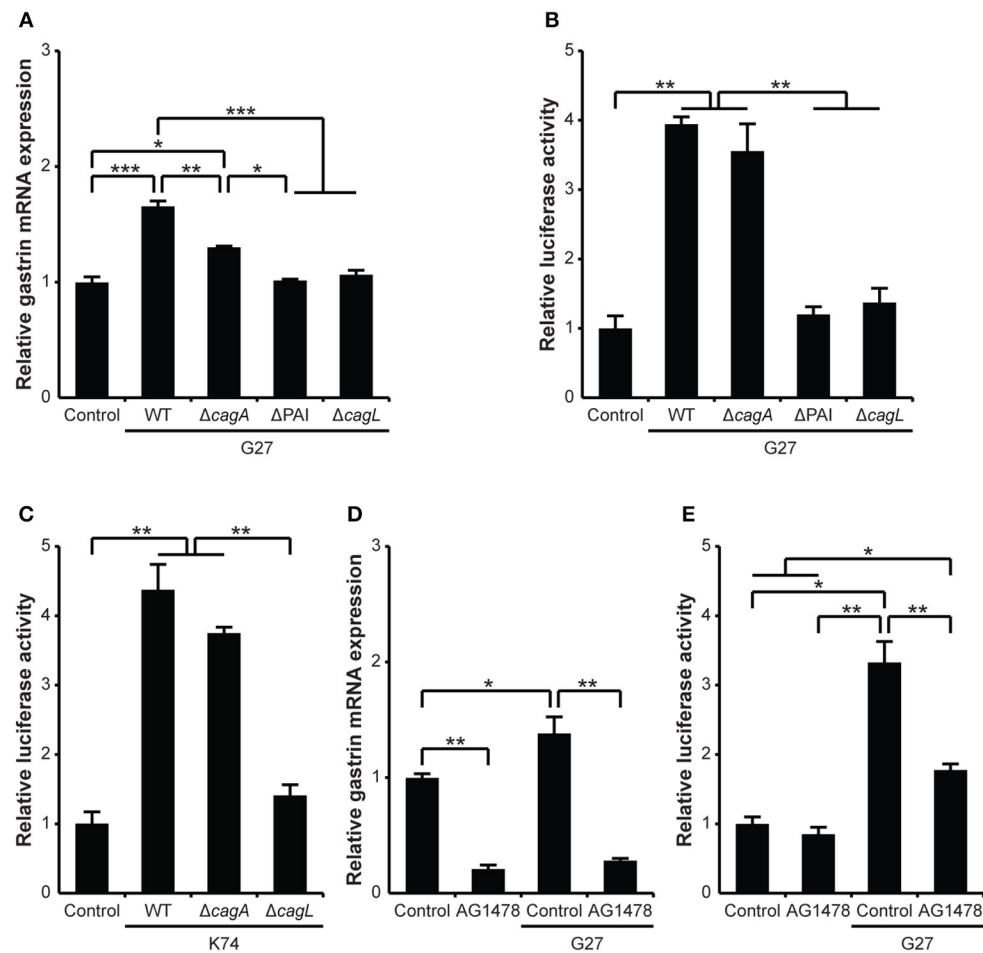 A
Relative gastrin mRNA expression
3
2
1
0
***
*
***
**
*
Control WT ΔcagA ΔPAI ΔcagL
G27
B
Relative luciferase activity
5
4
3
2
1
0
**
**
Control WT ΔcagA ΔPAI ΔcagL
G27
C
Relative luciferase activity
5
4
3
2
1
0
**
**
Control WT ΔcagA ΔcagL
K74
D
Relative gastrin mRNA expression
3
2
1
0
*
**
**
Control AG1478 Control AG1478
G27
E
Relative luciferase activity
5
4
3
2
1
0
*
*
**
**
Control AG1478 Control AG1478
G27